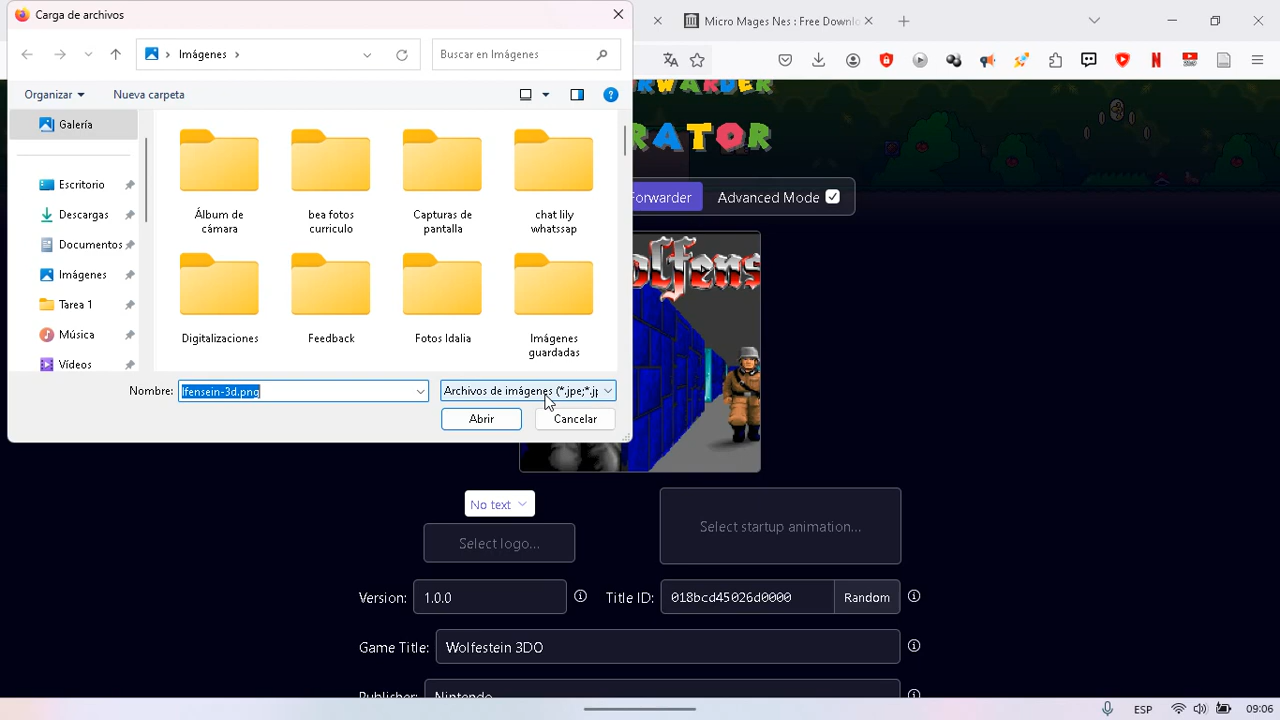 Carga de archivos
Micro Mages Nes : Free Downlo
Imágenes
Buscar en Imágenes
Organizar
Nueva carpeta
Galería
Escritorio
Descargas
Documentos
Imágenes
Tarea 1
Música
Vídeos
Álbum de
cámara
bea fotos
curriculo
Capturas de
pantalla
chat lily
whatssap
Digitalizaciones
Feedback
Fotos Idalia
Imágenes
guardadas
Nombre:
lfensein-3d.png
Archivos de imágenes (*.jpe;*.jp
Abrir
Cancelar
RWARDER
RATOR
Forwarder
Advanced Mode
olfens
No text
Select logo...
Select startup animation...
Version:
1.0.0
Title ID:
018bcd45026d0000
Random
Game Title:
Wolfestein 3DO
Publisher:
Nintendo
ESP
09:06